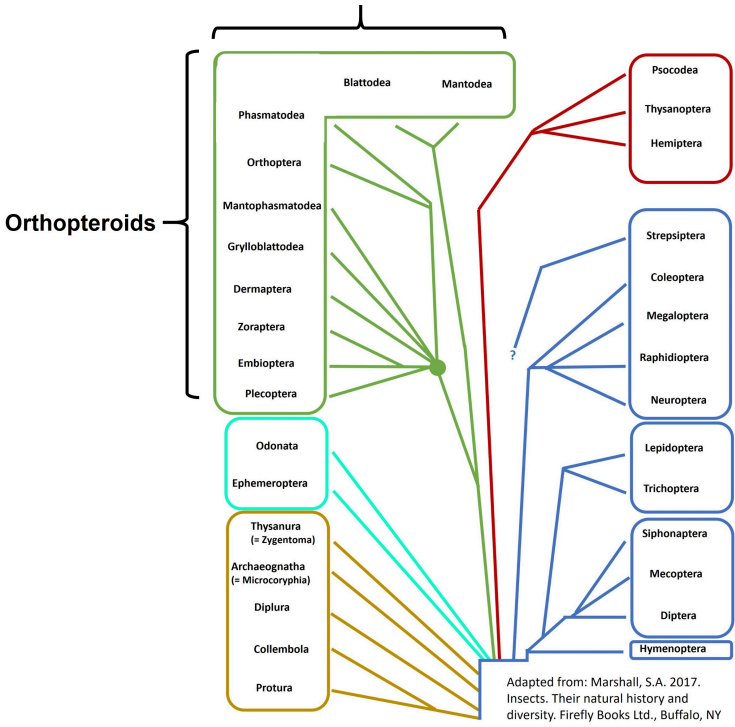 Blattodea
Mantodea
Phasmatodea
Orthoptera
Mantophasmatodea
Grylloblattodea
Dermaptera
Zoraptera
Embioptera
Plecoptera
Orthopteroids
Odonata
Ephemeroptera
Thysanura
(= Zygentoma)
Archaeognatha
(= Microcoryphia)
Diplura
Collembola
Protura
Psocodea
Thysanoptera
Hemiptera
Strepsiptera
Coleoptera
Megaloptera
Raphidioptera
Neuroptera
?
Lepidoptera
Trichoptera
Siphonaptera
Mecoptera
Diptera
Hymenoptera
Adapted from: Marshall, S.A. 2017.
Insects. Their natural history and
diversity. Firefly Books Ltd., Buffalo, NY